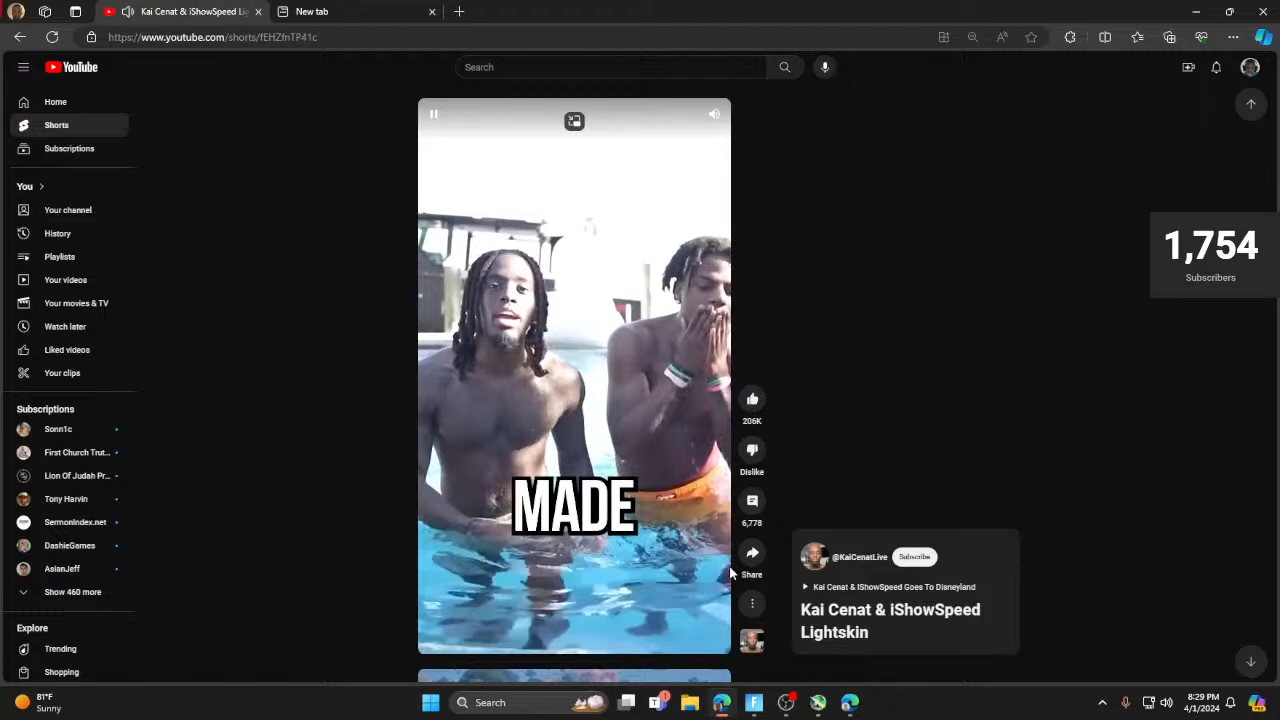 Kai Cenat & iShowSpeed Lig
New tab
https://www.youtube.com/shorts/fEHZfnTP41c
YouTube
Search
Home
Shorts
Subscriptions
You
Your channel
History
Playlists
Your videos
Your movies & TV
Watch later
Liked videos
Your clips
Subscriptions
Sonn1c
First Church Trut...
Lion Of Judah Pr...
Tony Harvin
SermonIndex.net
DashieGames
AslanJeff
Show 460 more
Explore
Trending
Shopping
MADE
206K
Dislike
6,778
Share
@KaiCenatLive
Subscribe
Kai Cenat & IShowSpeed Goes To Disneyland
Kai Cenat & iShowSpeed
Lightskin
1,754
Subscribers
81°F
Sunny
Search
8:29 PM
4/1/2024